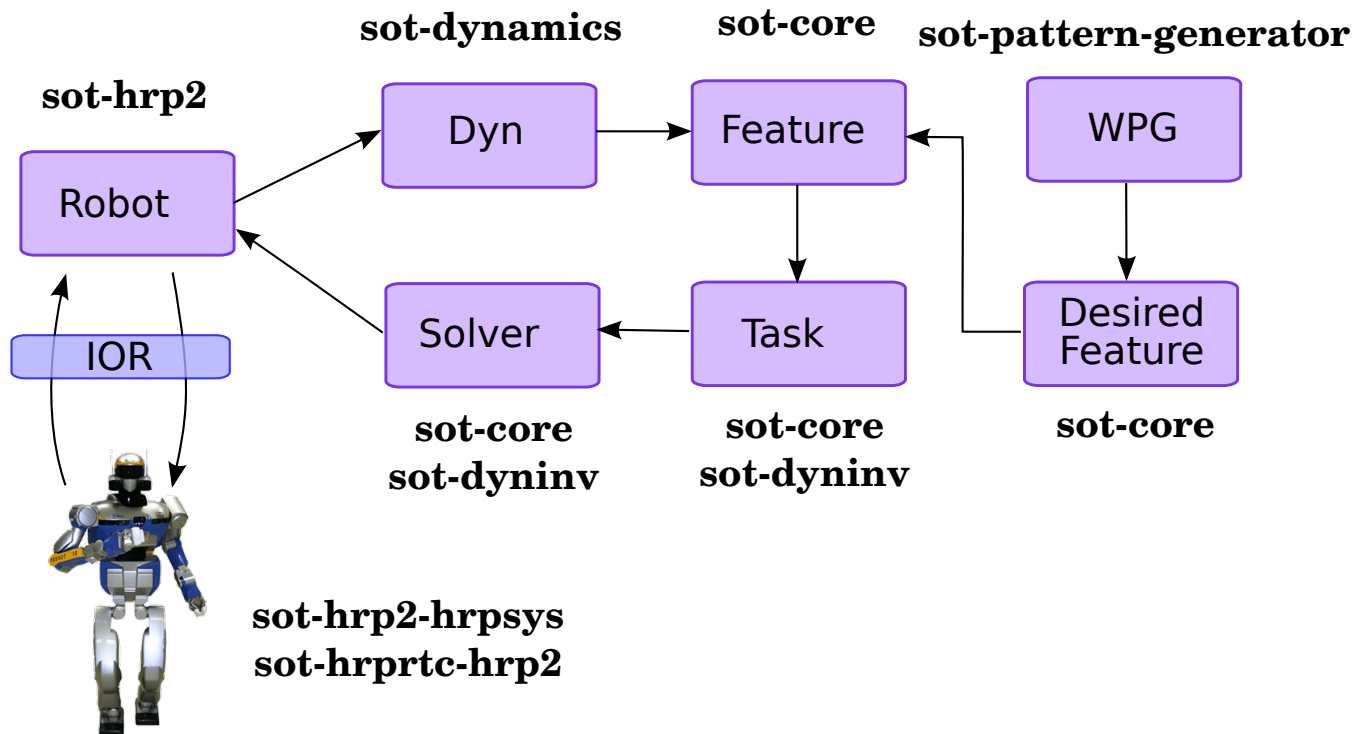 sot-dynamics
sot-core
sot-pattern-generator
sot-hrp2
Dyn
Feature
WPG
Robot
Solver
Task
Desired
Feature
IOR
sot-core
sot-dyninv
sot-core
sot-dyninv
sot-core
sot-hrp2-hrpsys
sot-hrprtc-hrp2